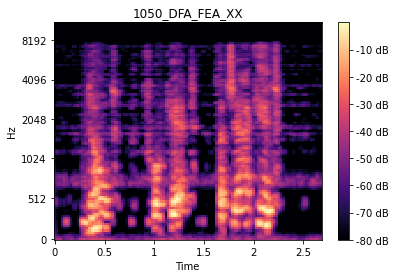 1050_DFA_FEA_XX
8192
4096
2048
1024
512
0
Hz
0
0.5
1
1.5
2
2.5
Time
-10 dB
-20 dB
-30 dB
-40 dB
-50 dB
-60 dB
-70 dB
-80 dB